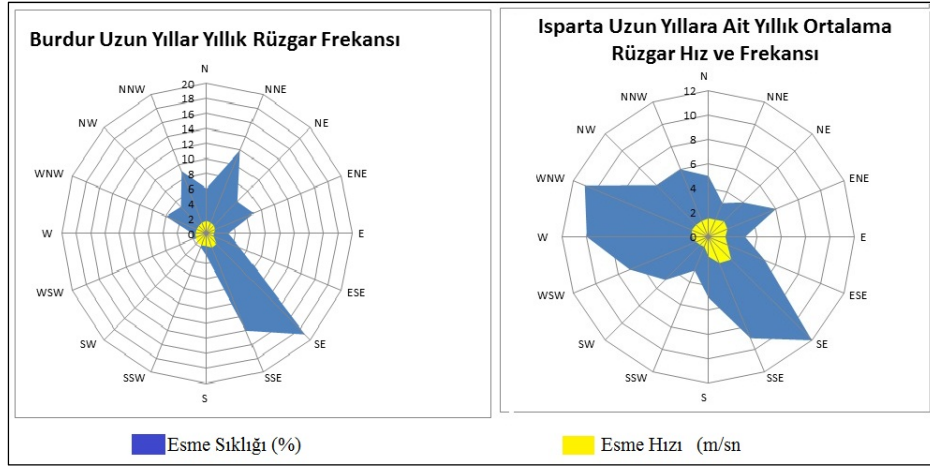 Burdur Uzun Yıllar Yıllık Rüzgar Frekansı
N
NNE
NE
ENE
E
ESE
SE
SSE
S
SSW
SW
WSW
W
WNW
NW
NNW
20
18
16
14
12
10
8
6
4
2
0
Isparta Uzun Yıllara Ait Yıllık Ortalama
Rüzgar Hız ve Frekansı
N
NNE
NE
ENE
E
ESE
SE
SSE
S
SSW
SW
WSW
W
WNW
NW
NNW
12
10
8
6
4
2
0
Esme Sıklığı (%)
Esme Hızı (m/sn